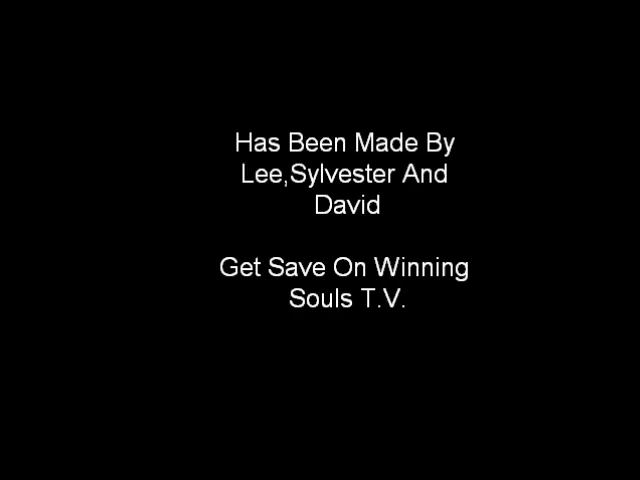 Has Been Made By
Lee,Sylvester And
David
Get Save On Winning
Souls T.V.